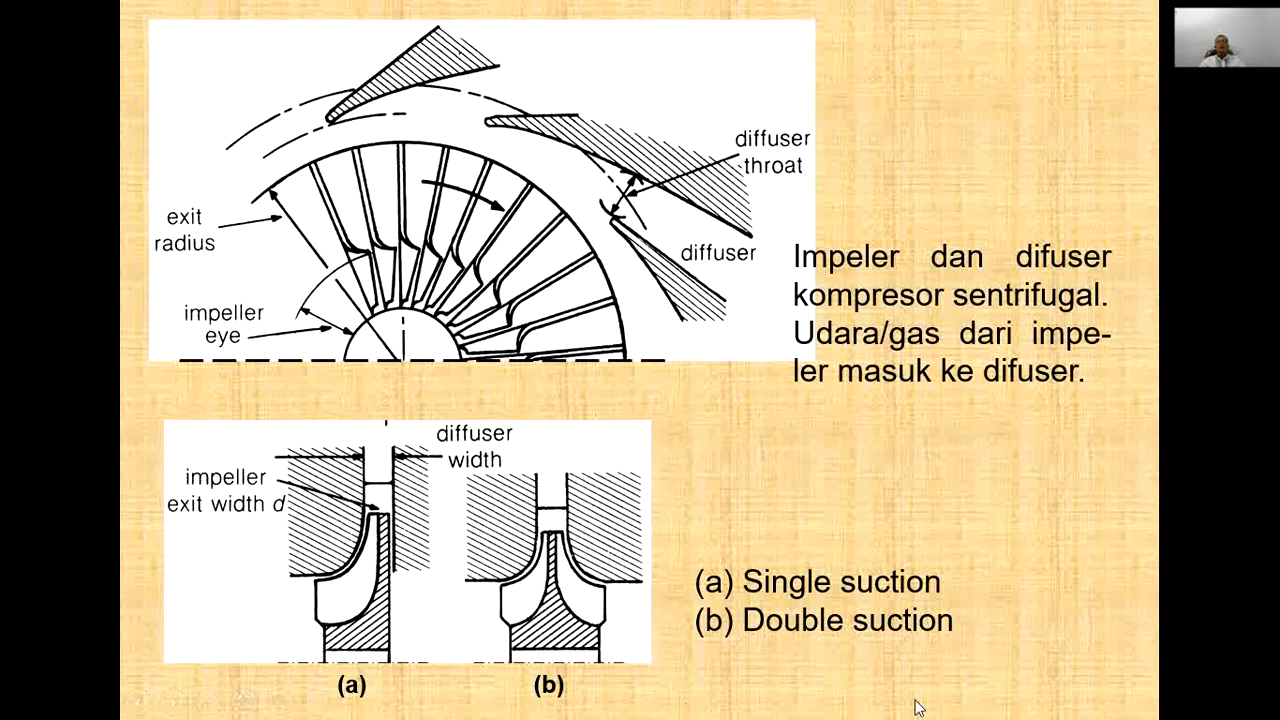 diffuser
throat
exit
radius
diffuser
impeller
eye
Impeler dan difuser
kompresor sentrifugal.
Udara/gas dari impe-
ler masuk ke difuser.
diffuser
width
impeller
exit width d
(a) Single suction
(b) Double suction
(a)
(b)